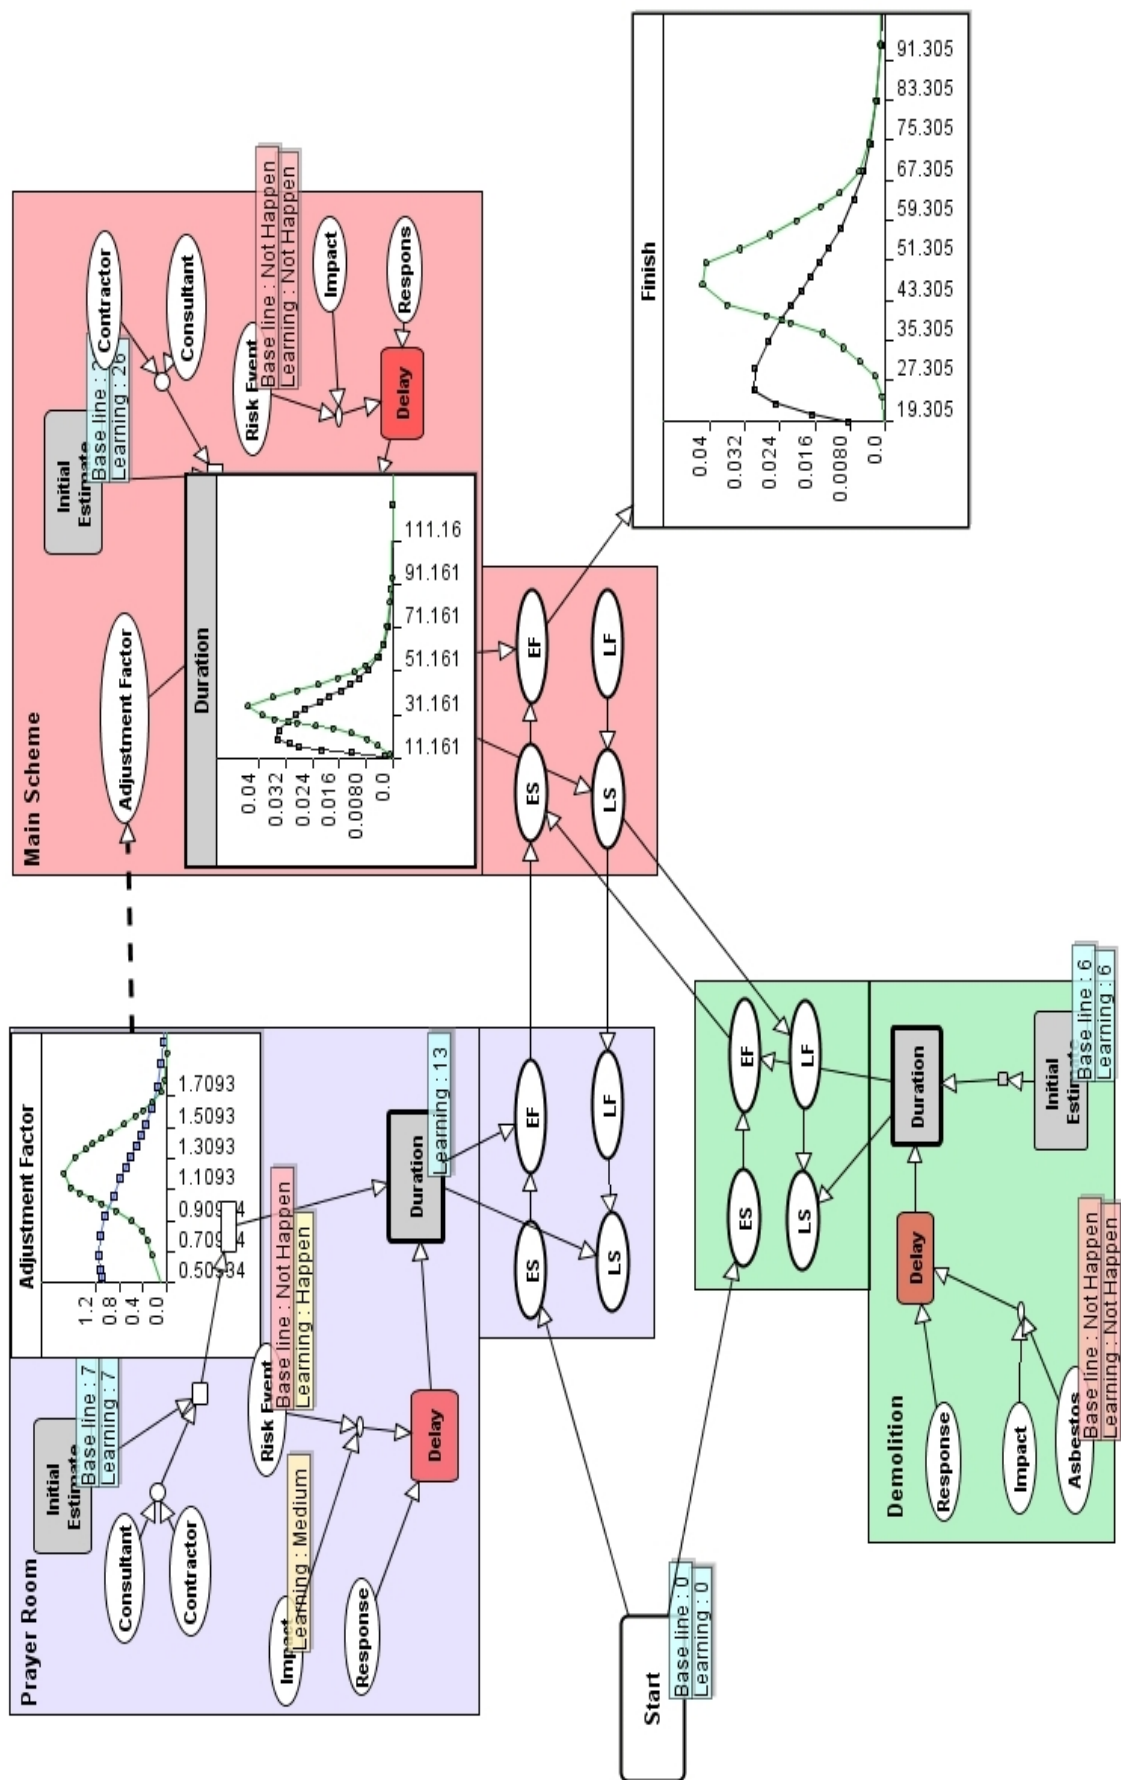 Prayer Room
Initial
Estimate
Base line : 7
Learning : 7
Consultant
Contractor
Adjustment Factor
1.2
0.8
0.4
0.0
0.50934
0.70934
0.90934
1.1093
1.3093
1.5093
1.7093
Risk Event
Base line : Not Happen
Learning : Happen
Impact
Learning : Medium
Response
Delay
Duration
Learning : 13
ES
EF
LS
LF
Main Scheme
Adjustment Factor
Initial
Estimate
Base line : 2
Learning : 26
Contractor
Consultant
Duration
0.04
0.032
0.024
0.016
0.0080
0.0
11.161
31.161
51.161
71.161
91.161
111.16
Risk Event
Base line : Not Happen
Learning : Not Happen
Impact
Respons
Delay
ES
EF
LS
LF
Start
Base line : 0
Learning : 0
Demolition
ES
EF
LS
LF
Response
Delay
Duration
Impact
Asbestos
Base line : Not Happen
Learning : Not Happen
Initial
Estimate
Base line : 6
Learning : 6
Finish
0.04
0.032
0.024
0.016
0.0080
0.0
19.305
27.305
35.305
43.305
51.305
59.305
67.305
75.305
83.305
91.305